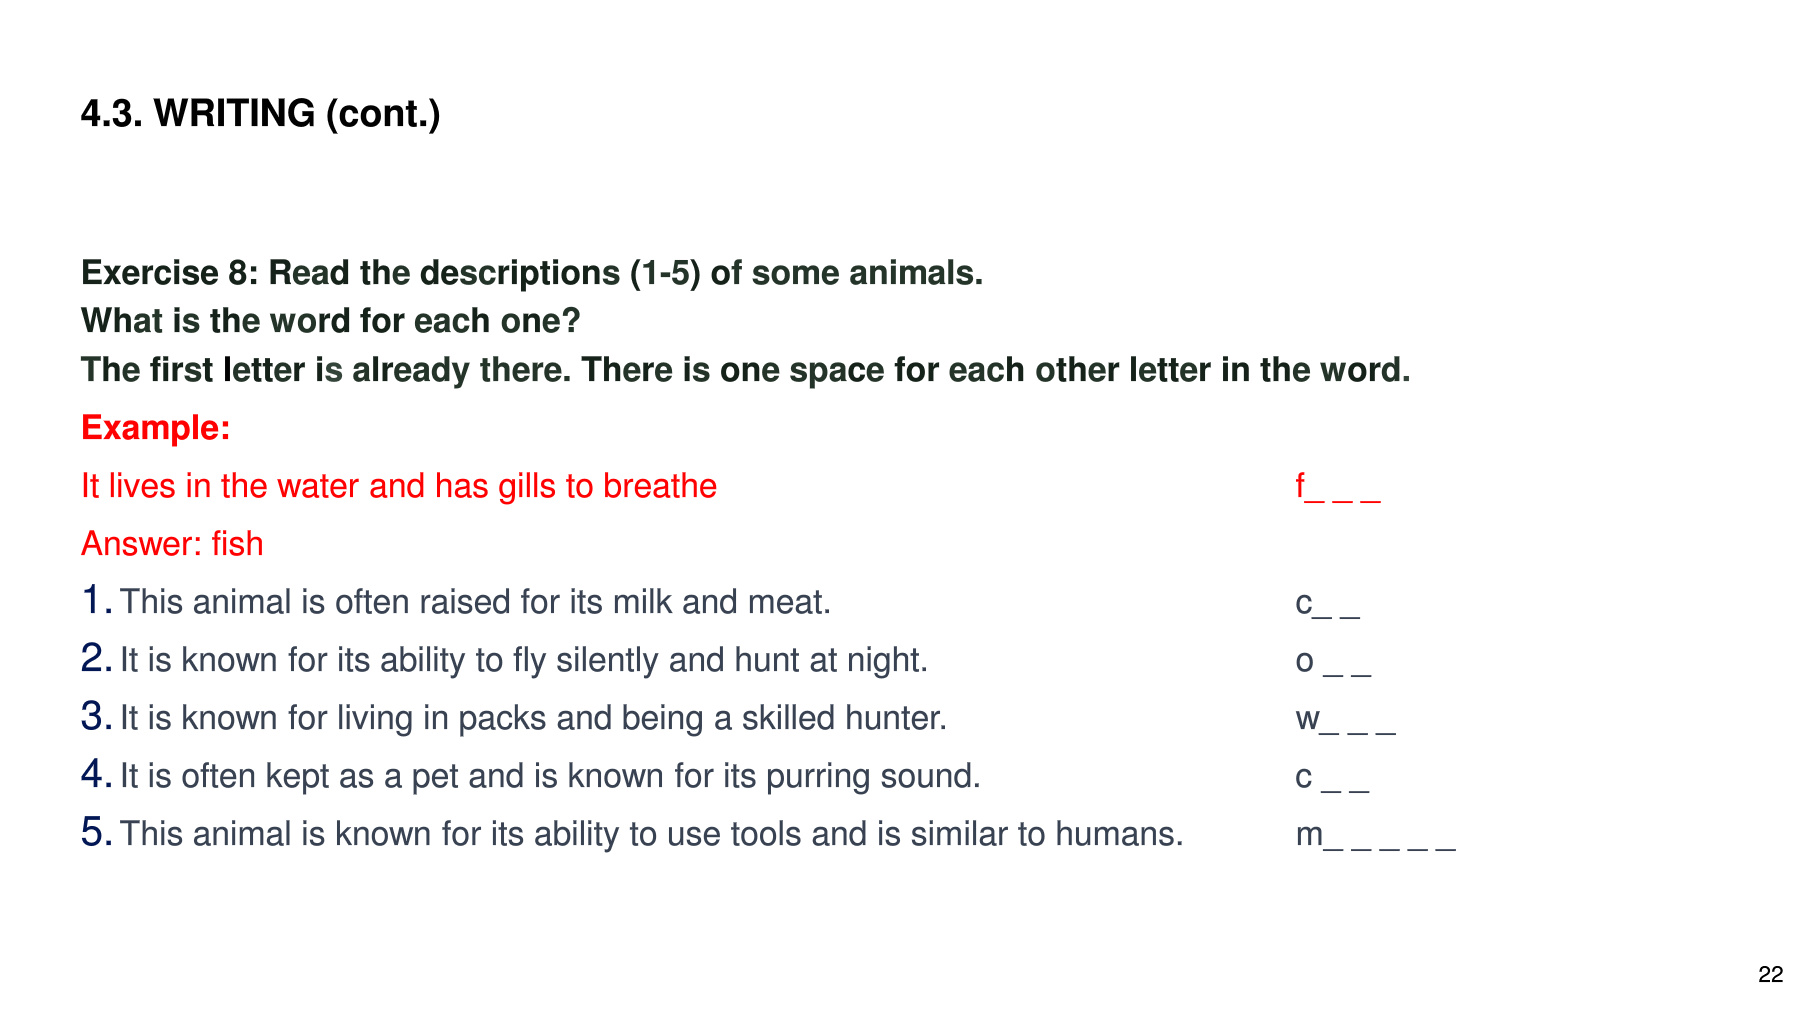 4.3. WRITING (cont.)
Exercise 8: Read the descriptions (1-5) of some animals.
What is the word for each one?
The first letter is already there. There is one space for each other letter in the word.
Example:
It lives in the water and has gills to breathe f_ _ _
Answer: fish
1. This animal is often raised for its milk and meat. c_ _
2. It is known for its ability to fly silently and hunt at night. o _ _
3. It is known for living in packs and being a skilled hunter. w_ _ _
4. It is often kept as a pet and is known for its purring sound. c _ _
5. This animal is known for its ability to use tools and is similar to humans. m_ _ _ _ _
22